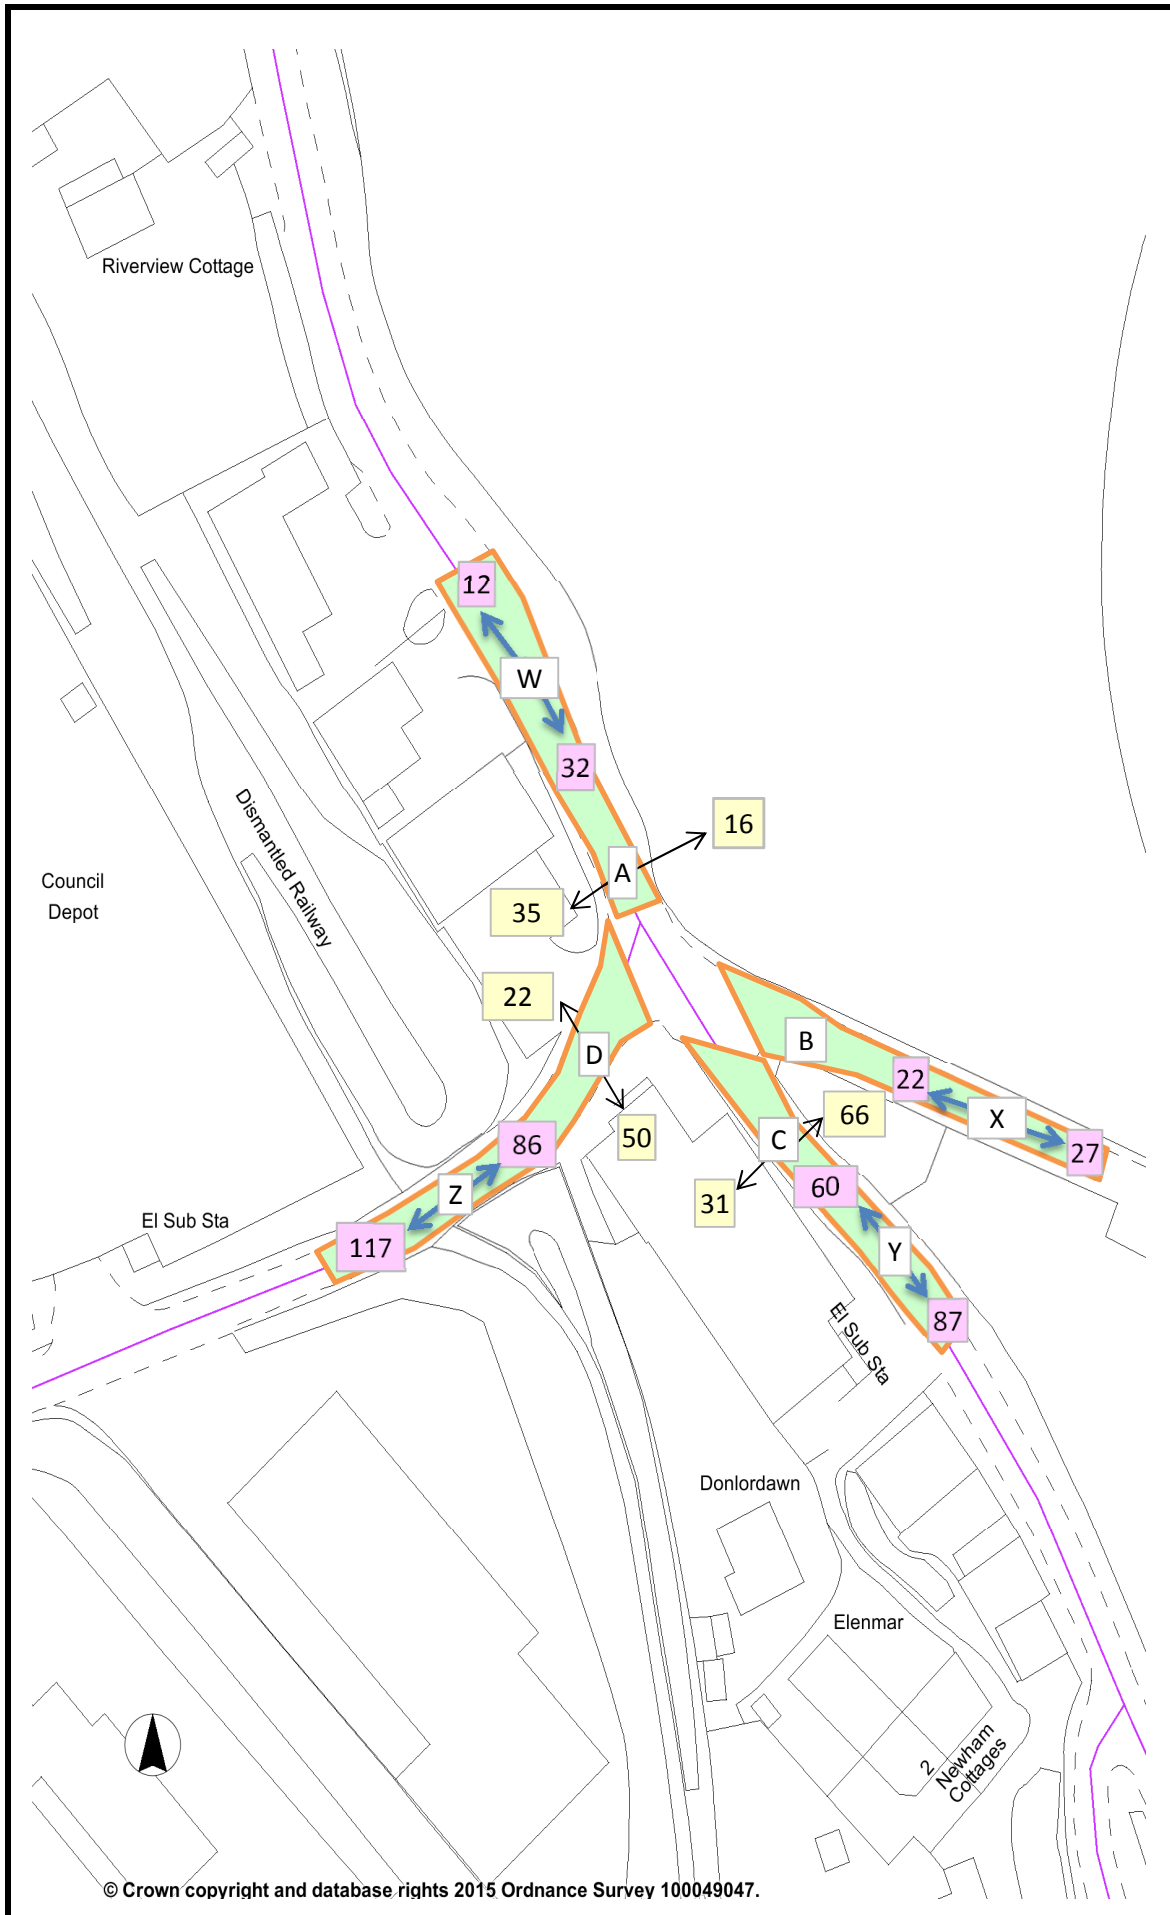 Riverview Cottage
12
W
32
16
A
35
Dismantled Railway
Council
Depot
22
D
B
22
X
27
66
C
50
86
60
31
Z
El Sub Sta
117
Y
87
El Sub Sta
Donlordawn
Elenmar
2
Newham
Cottages
© Crown copyright and database rights 2015 Ordnance Survey 100049047.